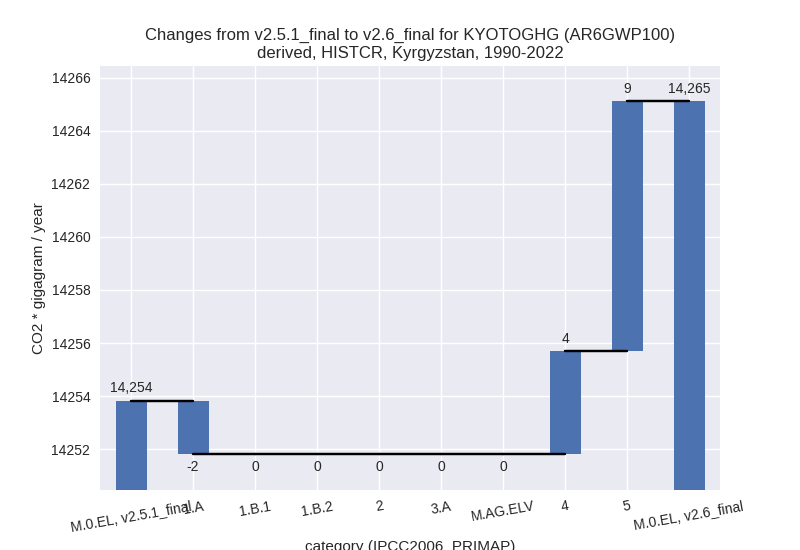 Changes from v2.5.1_final to v2.6_final for KYOTOGHG (AR6GWP100)
derived, HISTCR, Kyrgyzstan, 1990-2022
CO2 * gigagram / year
14266
14264
14262
14260
14258
14256
14254
14252
14,254
-2
0
0
0
0
0
4
9
14,265
M.0.EL, v2.5.1_final
1.A
1.B.1
1.B.2
2
3.A
M.AG.ELV
4
5
M.0.EL, v2.6_final
category (IPCC2006_PRIMAP)